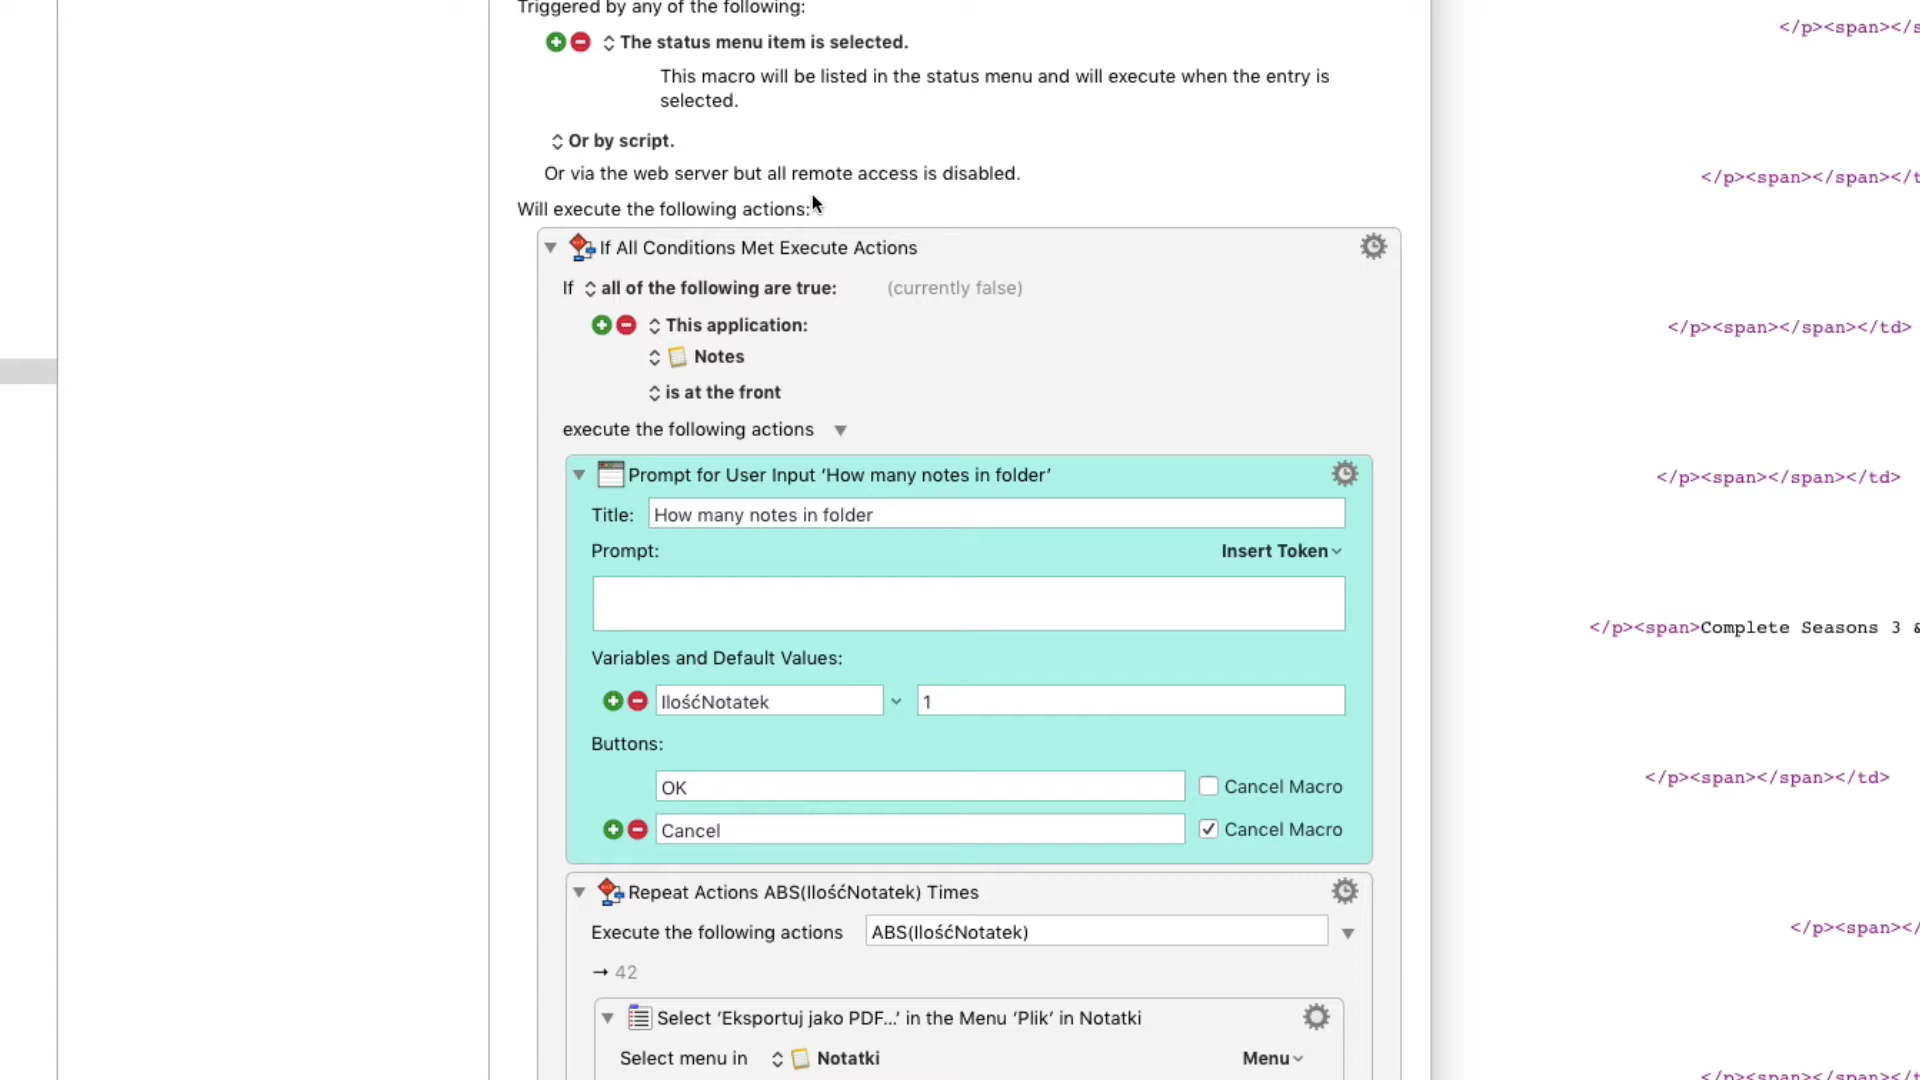 Triggered by any of the following:
The status menu item is selected.
This macro will be listed in the status menu and will execute when the entry is
selected.
Or by script.
Or via the web server but all remote access is disabled.
Will execute the following actions:
If All Conditions Met Execute Actions
If all of the following are true: (currently false)
This application:
Notes
is at the front
execute the following actions
Prompt for User Input ‘How many notes in folder’
Title: How many notes in folder
Prompt: Insert Token
Variables and Default Values:
IlośćNotatek 1
Buttons:
OK Cancel Macro
Cancel Cancel Macro
Repeat Actions ABS(IlośćNotatek) Times
Execute the following actions ABS(IlośćNotatek)
→ 42
Select ‘Eksportuj jako PDF...’ in the Menu ‘Plik’ in Notatki
Select menu in Notatki Menu
</p><span></s
</p><span></span></t
</p><span></span></td>
</p><span></span></td>
</p><span>Complete Seasons 3 &
</p><span></span></td>
</p><span></
</p><span></span></t